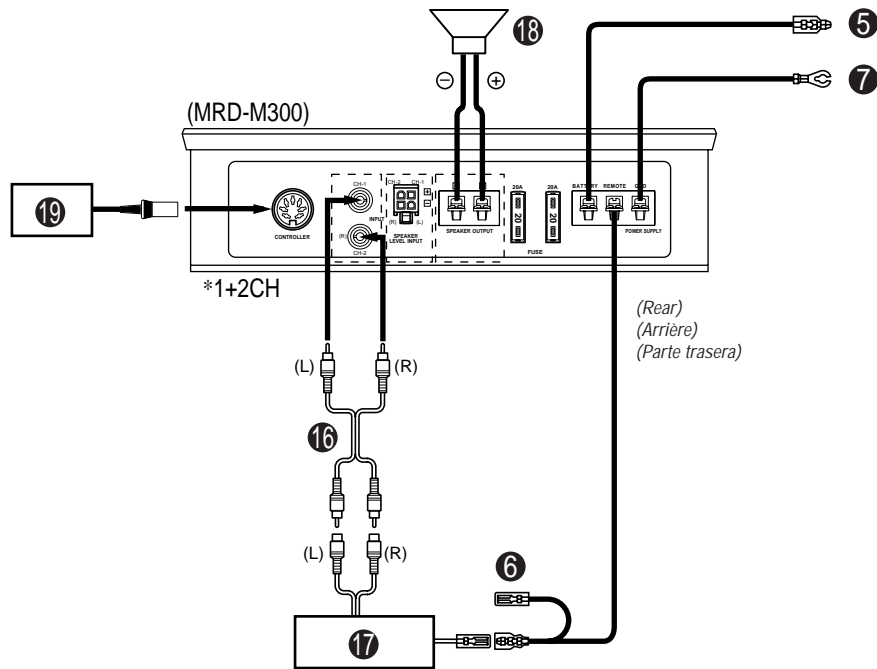 ⑱
⑤
⊖ ⊕
⑦
(MRD-M300)
⑲
CH-1
CH-2 CH-1
20A 20A
BATTERY REMOTE GND
INPUT
+
−
20 20
(R)
(R) (L)
CONTROLLER
SPEAKER LEVEL INPUT
SPEAKER OUTPUT
POWER SUPPLY
CH-2
FUSE
*1+2CH
(Rear)
(Arrière)
(Parte trasera)
(L) (R)
⑯
(L) (R)
⑥
⑰